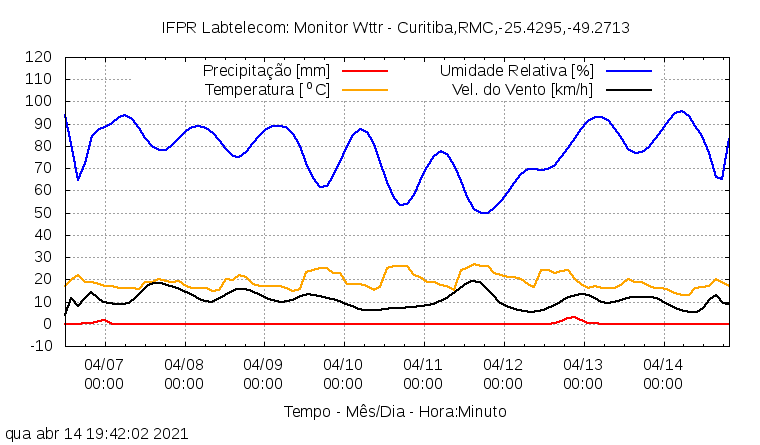 IFPR Labtelecom: Monitor Wttr - Curitiba,RMC,-25.4295,-49.2713
Precipitação [mm]
Temperatura [⁰C]
Umidade Relativa [%]
Vel. do Vento [km/h]
120
110
100
90
80
70
60
50
40
30
20
10
0
-10
04/07 04/08 04/09 04/10 04/11 04/12 04/13 04/14
00:00 00:00 00:00 00:00 00:00 00:00 00:00 00:00
Tempo - Mês/Dia - Hora:Minuto
qua abr 14 19:42:02 2021